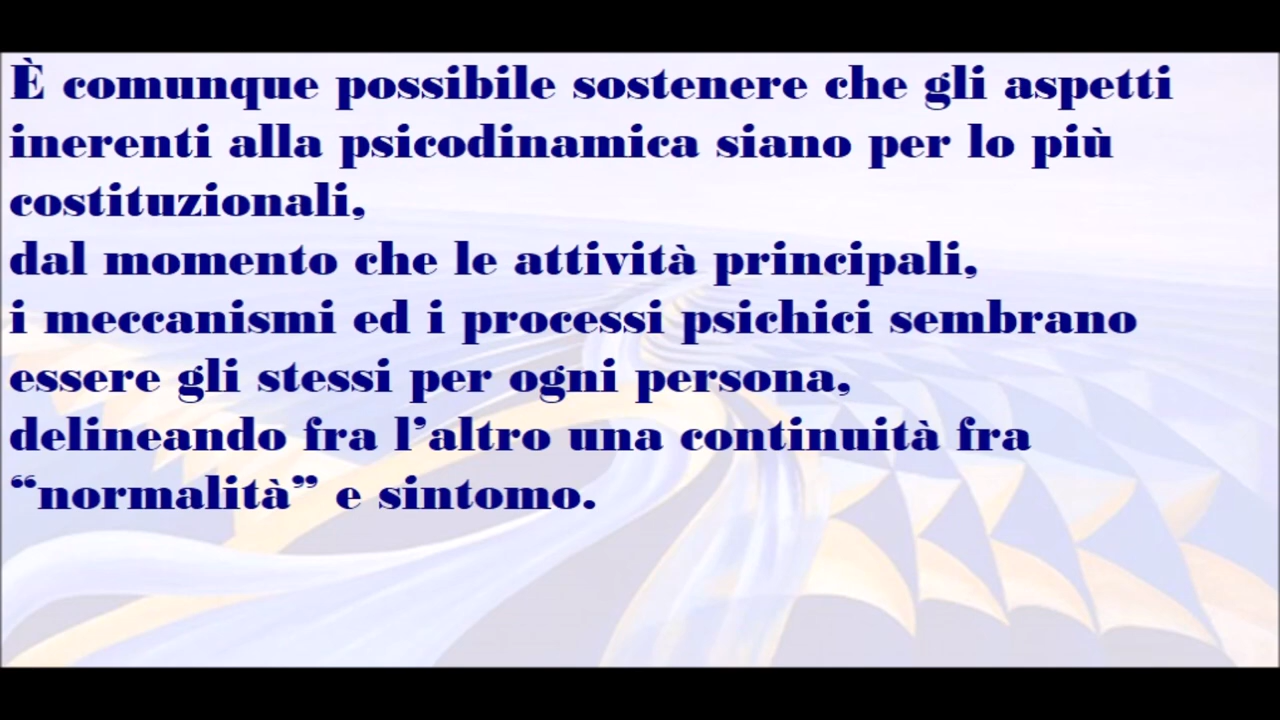 È comunque possibile sostenere che gli aspetti
inerenti alla psicodinamica siano per lo più
costituzionali,
dal momento che le attività principali,
i meccanismi ed i processi psichici sembrano
essere gli stessi per ogni persona,
delineando fra l’altro una continuità fra
“normalità” e sintomo.